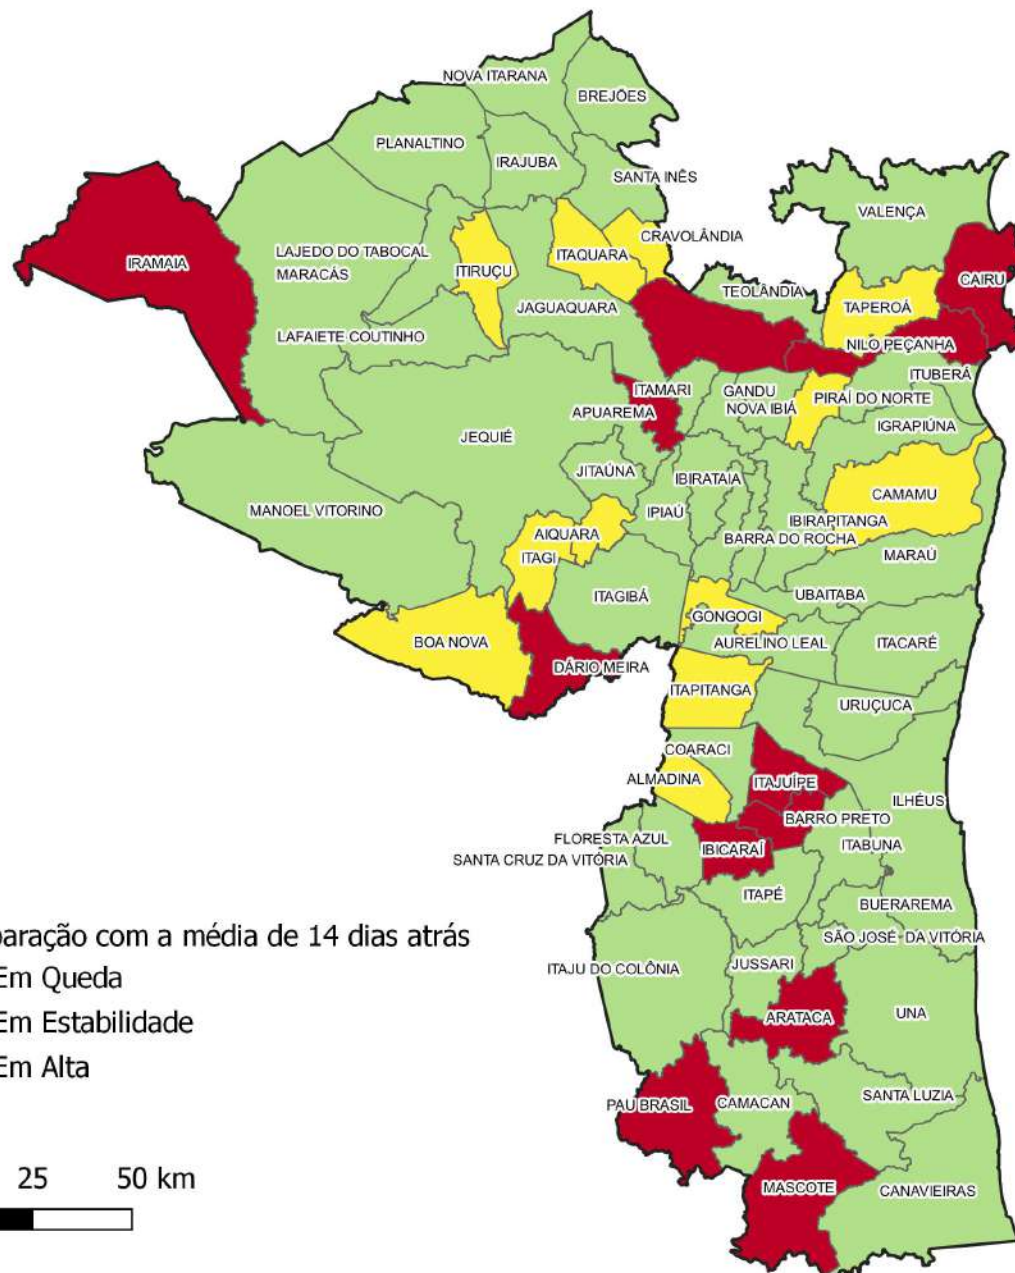 NOVA ITARANA
BREJÕES
PLANALTINO
IRAJUBA
SANTA INÊS
VALENÇA
CRAVOLÂNDIA
LAJEDO DO TABOCAL
ITAQUARA
IRAMAIA
ITIRUÇU
MARACÁS
CAIRU
TEOLÂNDIA
JAGUAQUARA
TAPEROÁ
LAFAIETE COUTINHO
NILO PEÇANHA
ITUBERÁ
ITAMARI
GANDU
PIRAÍ DO NORTE
APUAREMA
NOVA IBIÁ
IGRAPIÚNA
JEQUIÉ
JITAÚNA
IBIRATAIA
CAMAMU
MANOEL VITORINO
IPIAÚ
IBIRAPITANGA
AIQUARA
BARRA DO ROCHA
ITAGI
MARAÚ
ITAGIBÁ
UBAITABA
GONGOGI
BOA NOVA
AURELINO LEAL
ITACARÉ
DÁRIO MEIRA
ITAPITANGA
URUÇUCA
COARACI
ALMADINA
ITAJUÍPE
ILHÉUS
BARRO PRETO
FLORESTA AZUL
IBICARAÍ
ITABUNA
SANTA CRUZ DA VITÓRIA
ITAPÉ
BUERAREMA
SÃO JOSÉ DA VITÓRIA
ITAJU DO COLÔNIA
JUSSARI
ARATACA
UNA
SANTA LUZIA
PAU BRASIL
CAMACAN
MASCOTE
CANAVIEIRAS
paração com a média de 14 dias atrás
Em Queda
Em Estabilidade
Em Alta
25 50 km